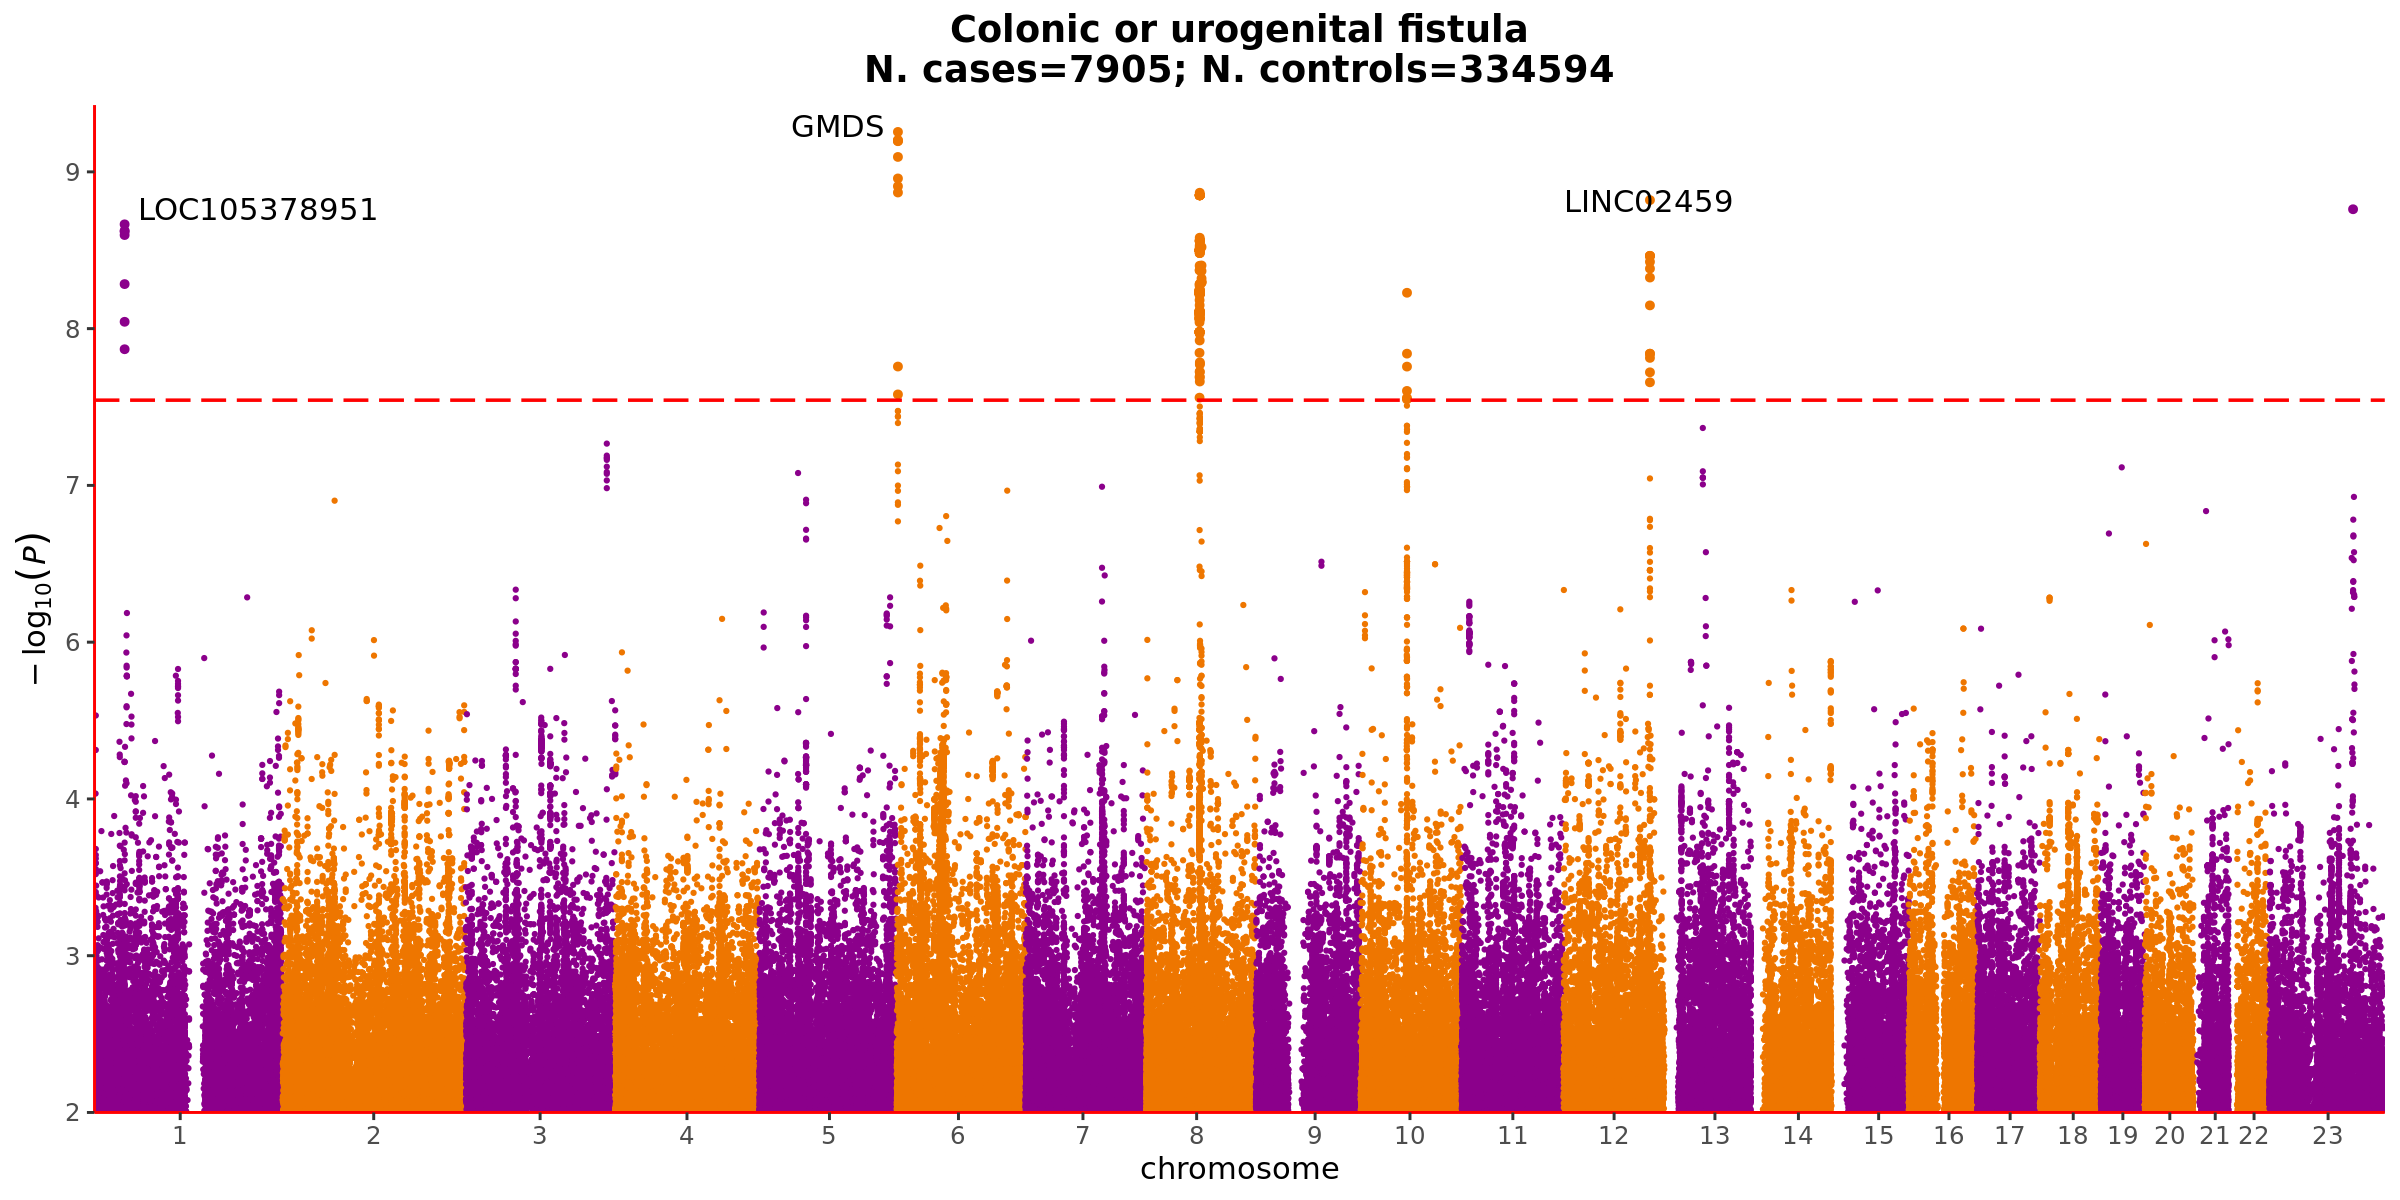 Colonic or urogenital fistula
N. cases=7905; N. controls=334594
GMDS
LOC105378951
LINC02459
9
8
7
6
5
4
3
2
− log10(P)
1 2 3 4 5 6 7 8 9 10 11 12 13 14 15 16 17 18 19 20 21 22 23
chromosome